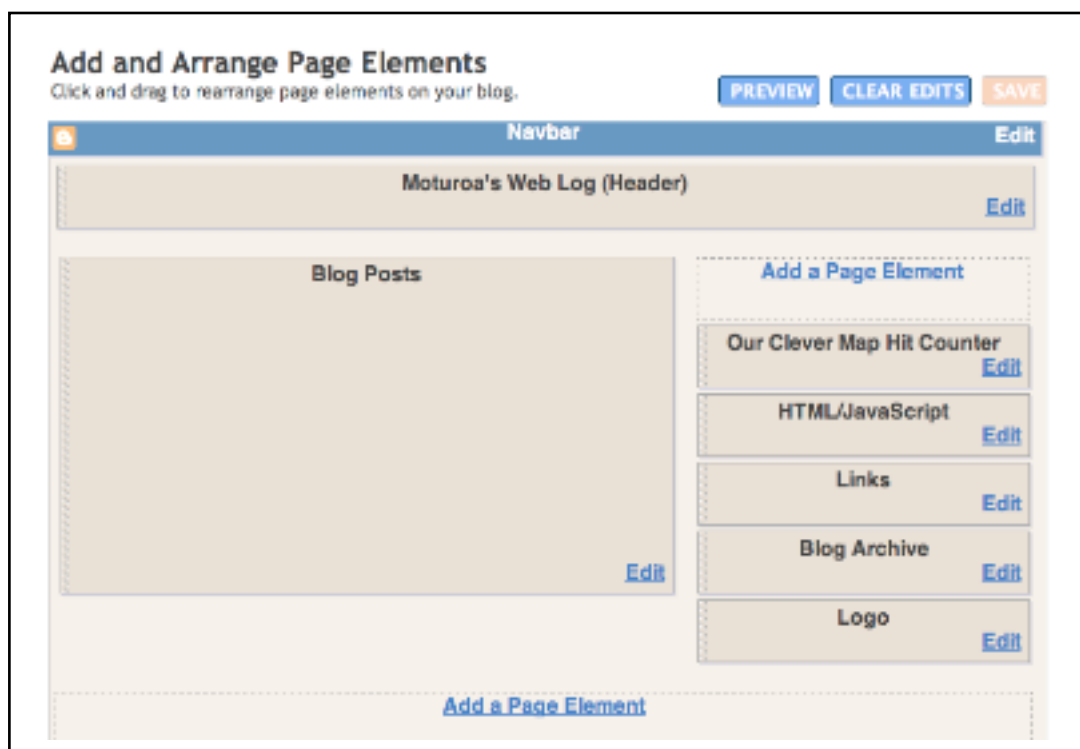 Add and Arrange Page Elements
Click and drag to rearrange page elements on your blog.
PREVIEW CLEAR EDITS SAVE
Navbar Edit
Moturoa's Web Log (Header)
Edit
Blog Posts
Edit
Add a Page Element
Our Clever Map Hit Counter
Edit
HTML/JavaScript
Edit
Links
Edit
Blog Archive
Edit
Logo
Edit
Add a Page Element